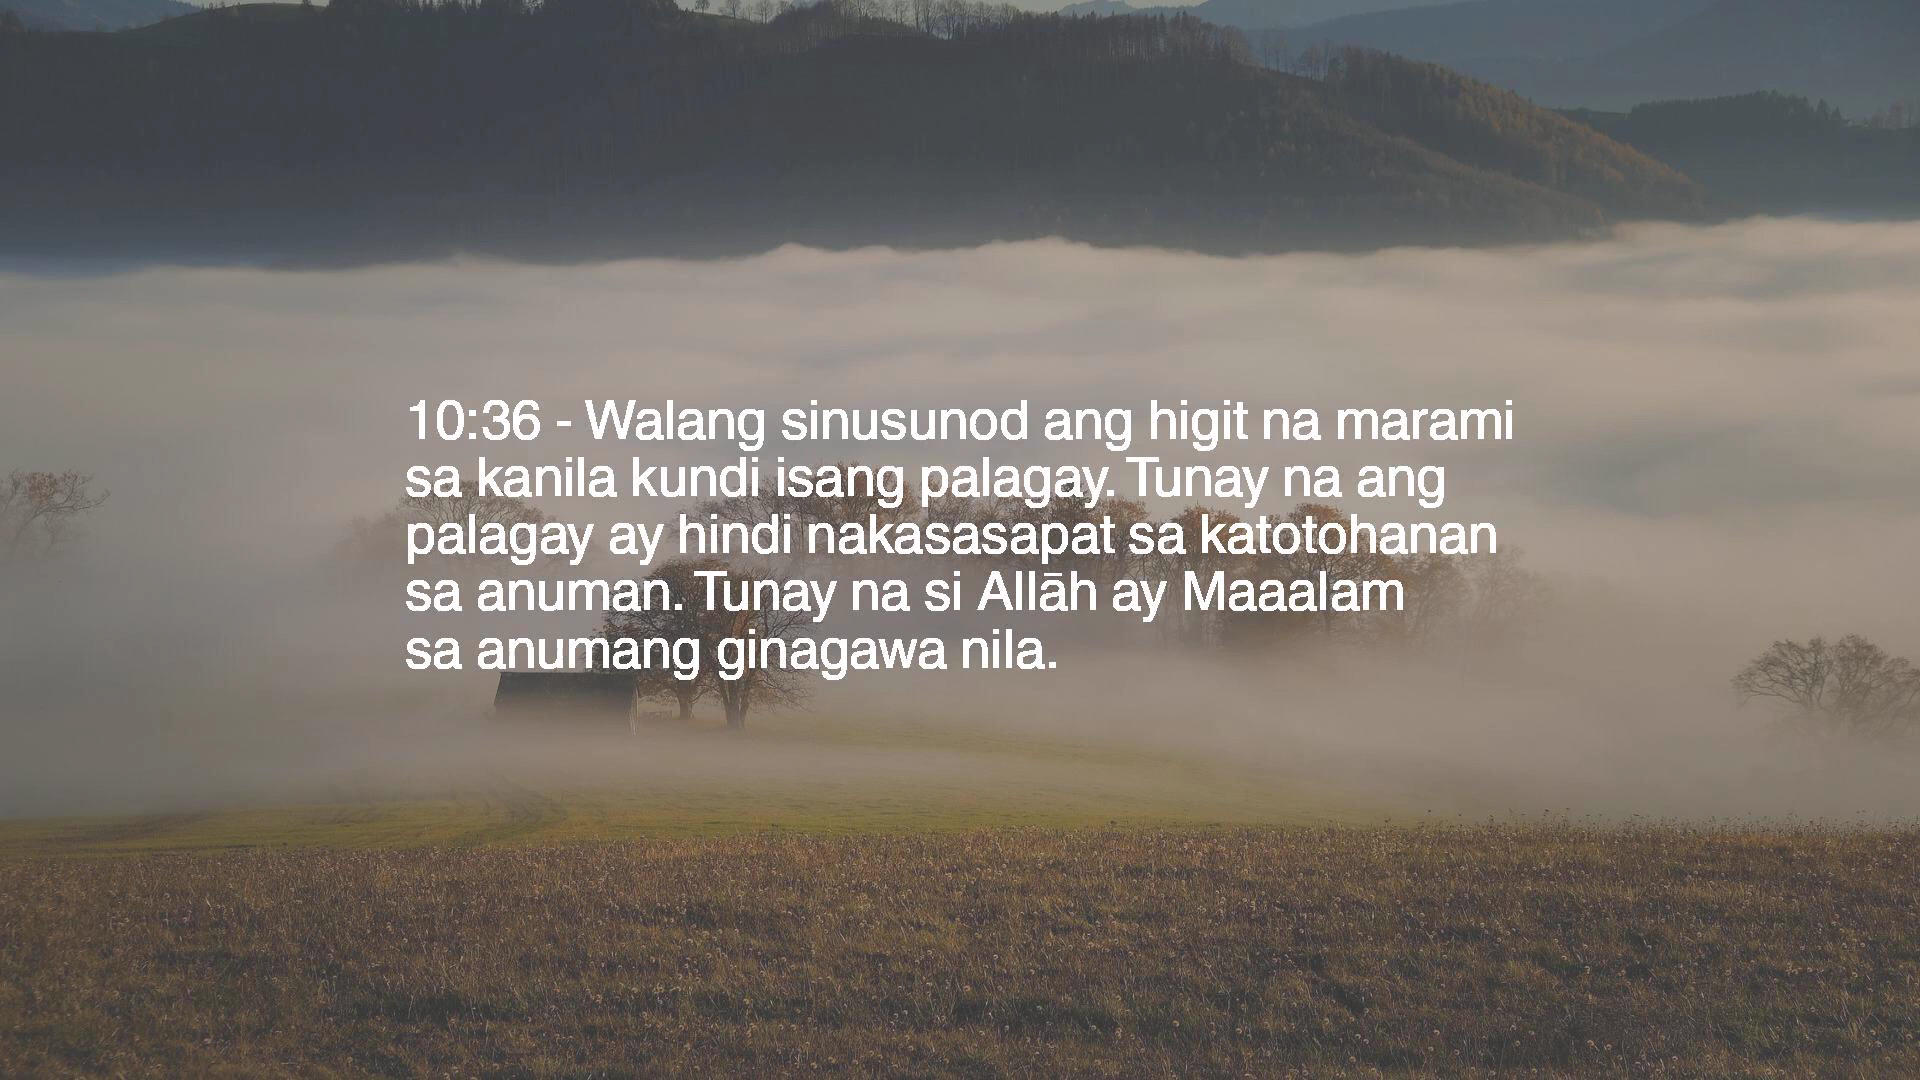 10:36 - Walang sinusunod ang higit na marami
sa kanila kundi isang palagay. Tunay na ang
palagay ay hindi nakasasapat sa katotohanan
sa anuman. Tunay na si Allāh ay Maaalam
sa anumang ginagawa nila.